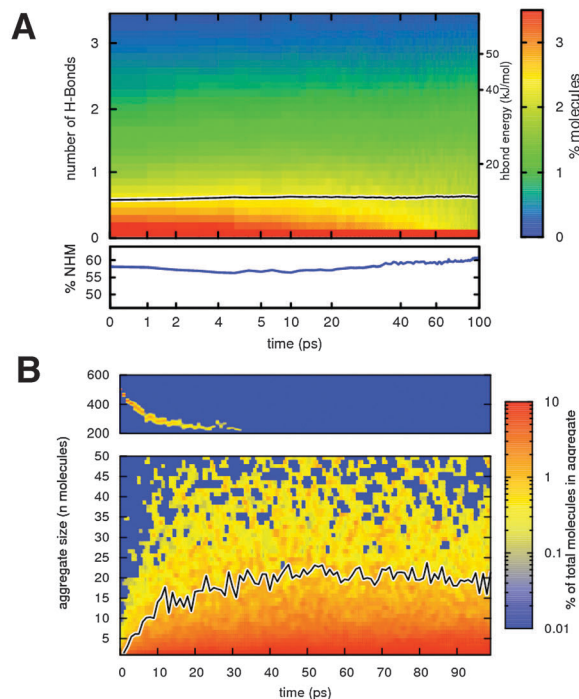 A
number of H-Bonds
3
2
1
0
hbond energy (kJ/mol)
50
40
20
% molecules
3
2
1
0
% NHM
60
55
50
0 1 2 5 10 20 40 60 100
time (ps)
B
aggregate size (n molecules)
600
400
200
50
45
40
35
30
25
20
15
10
5
0 10 20 30 40 50 60 70 80 90
time (ps)
% of total molecules in aggregate
10
1
0.1
0.01